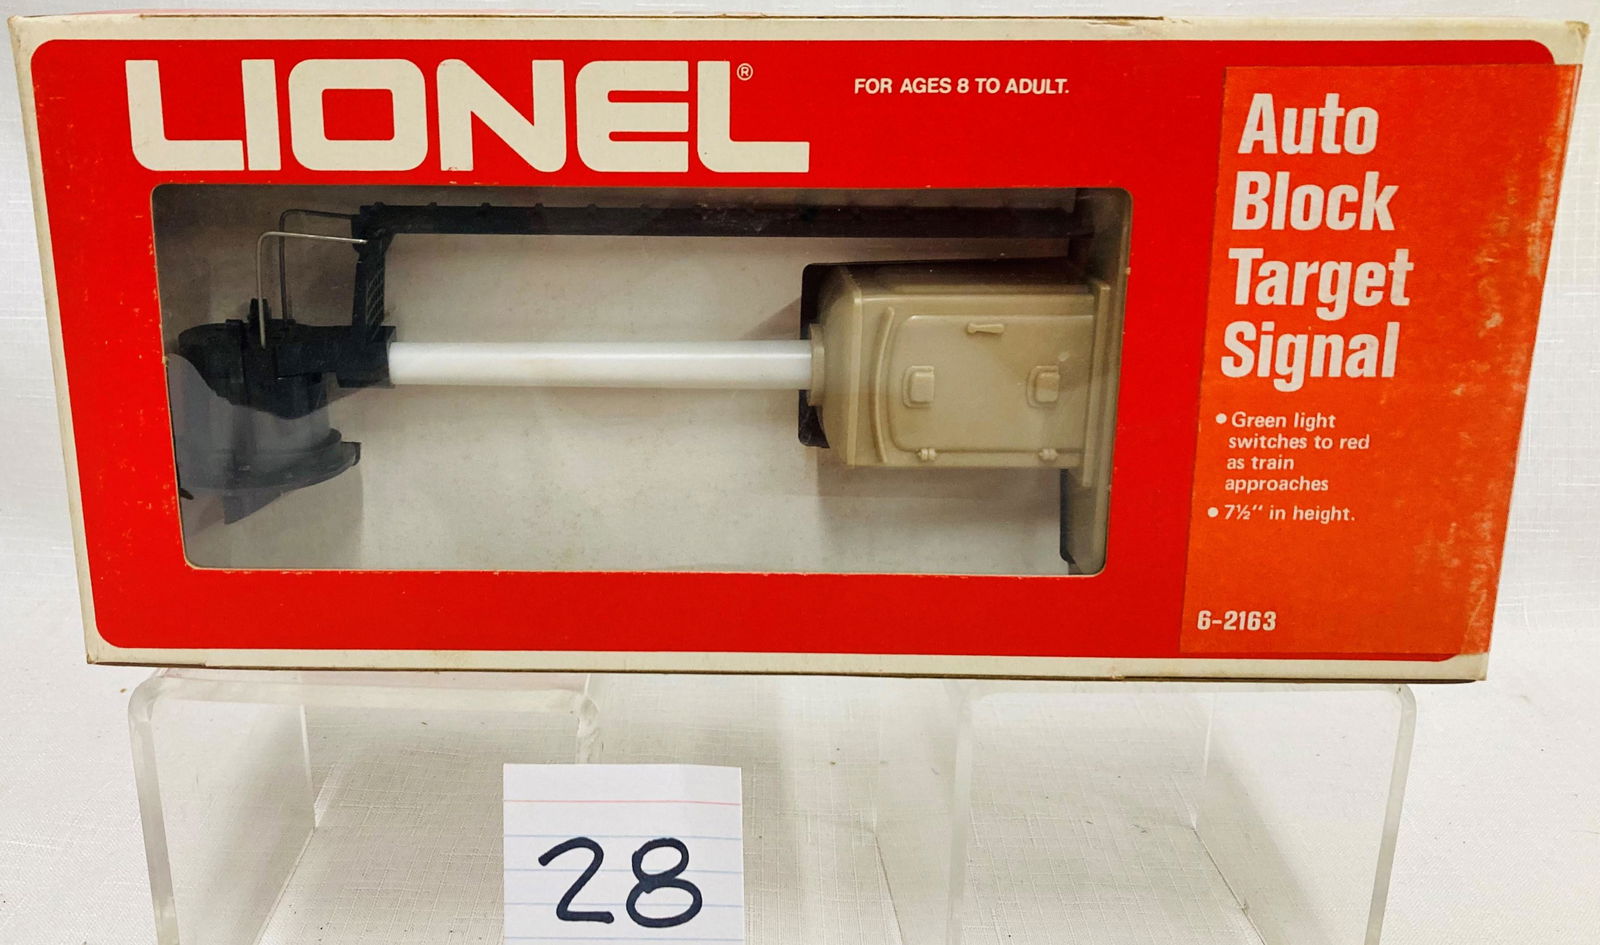 LIONEL®
FOR AGES 8 TO ADULT.
Auto
Block
Target
Signal
• Green light
switches to red
as train
approaches
• 7½" in height.
6-2163
28